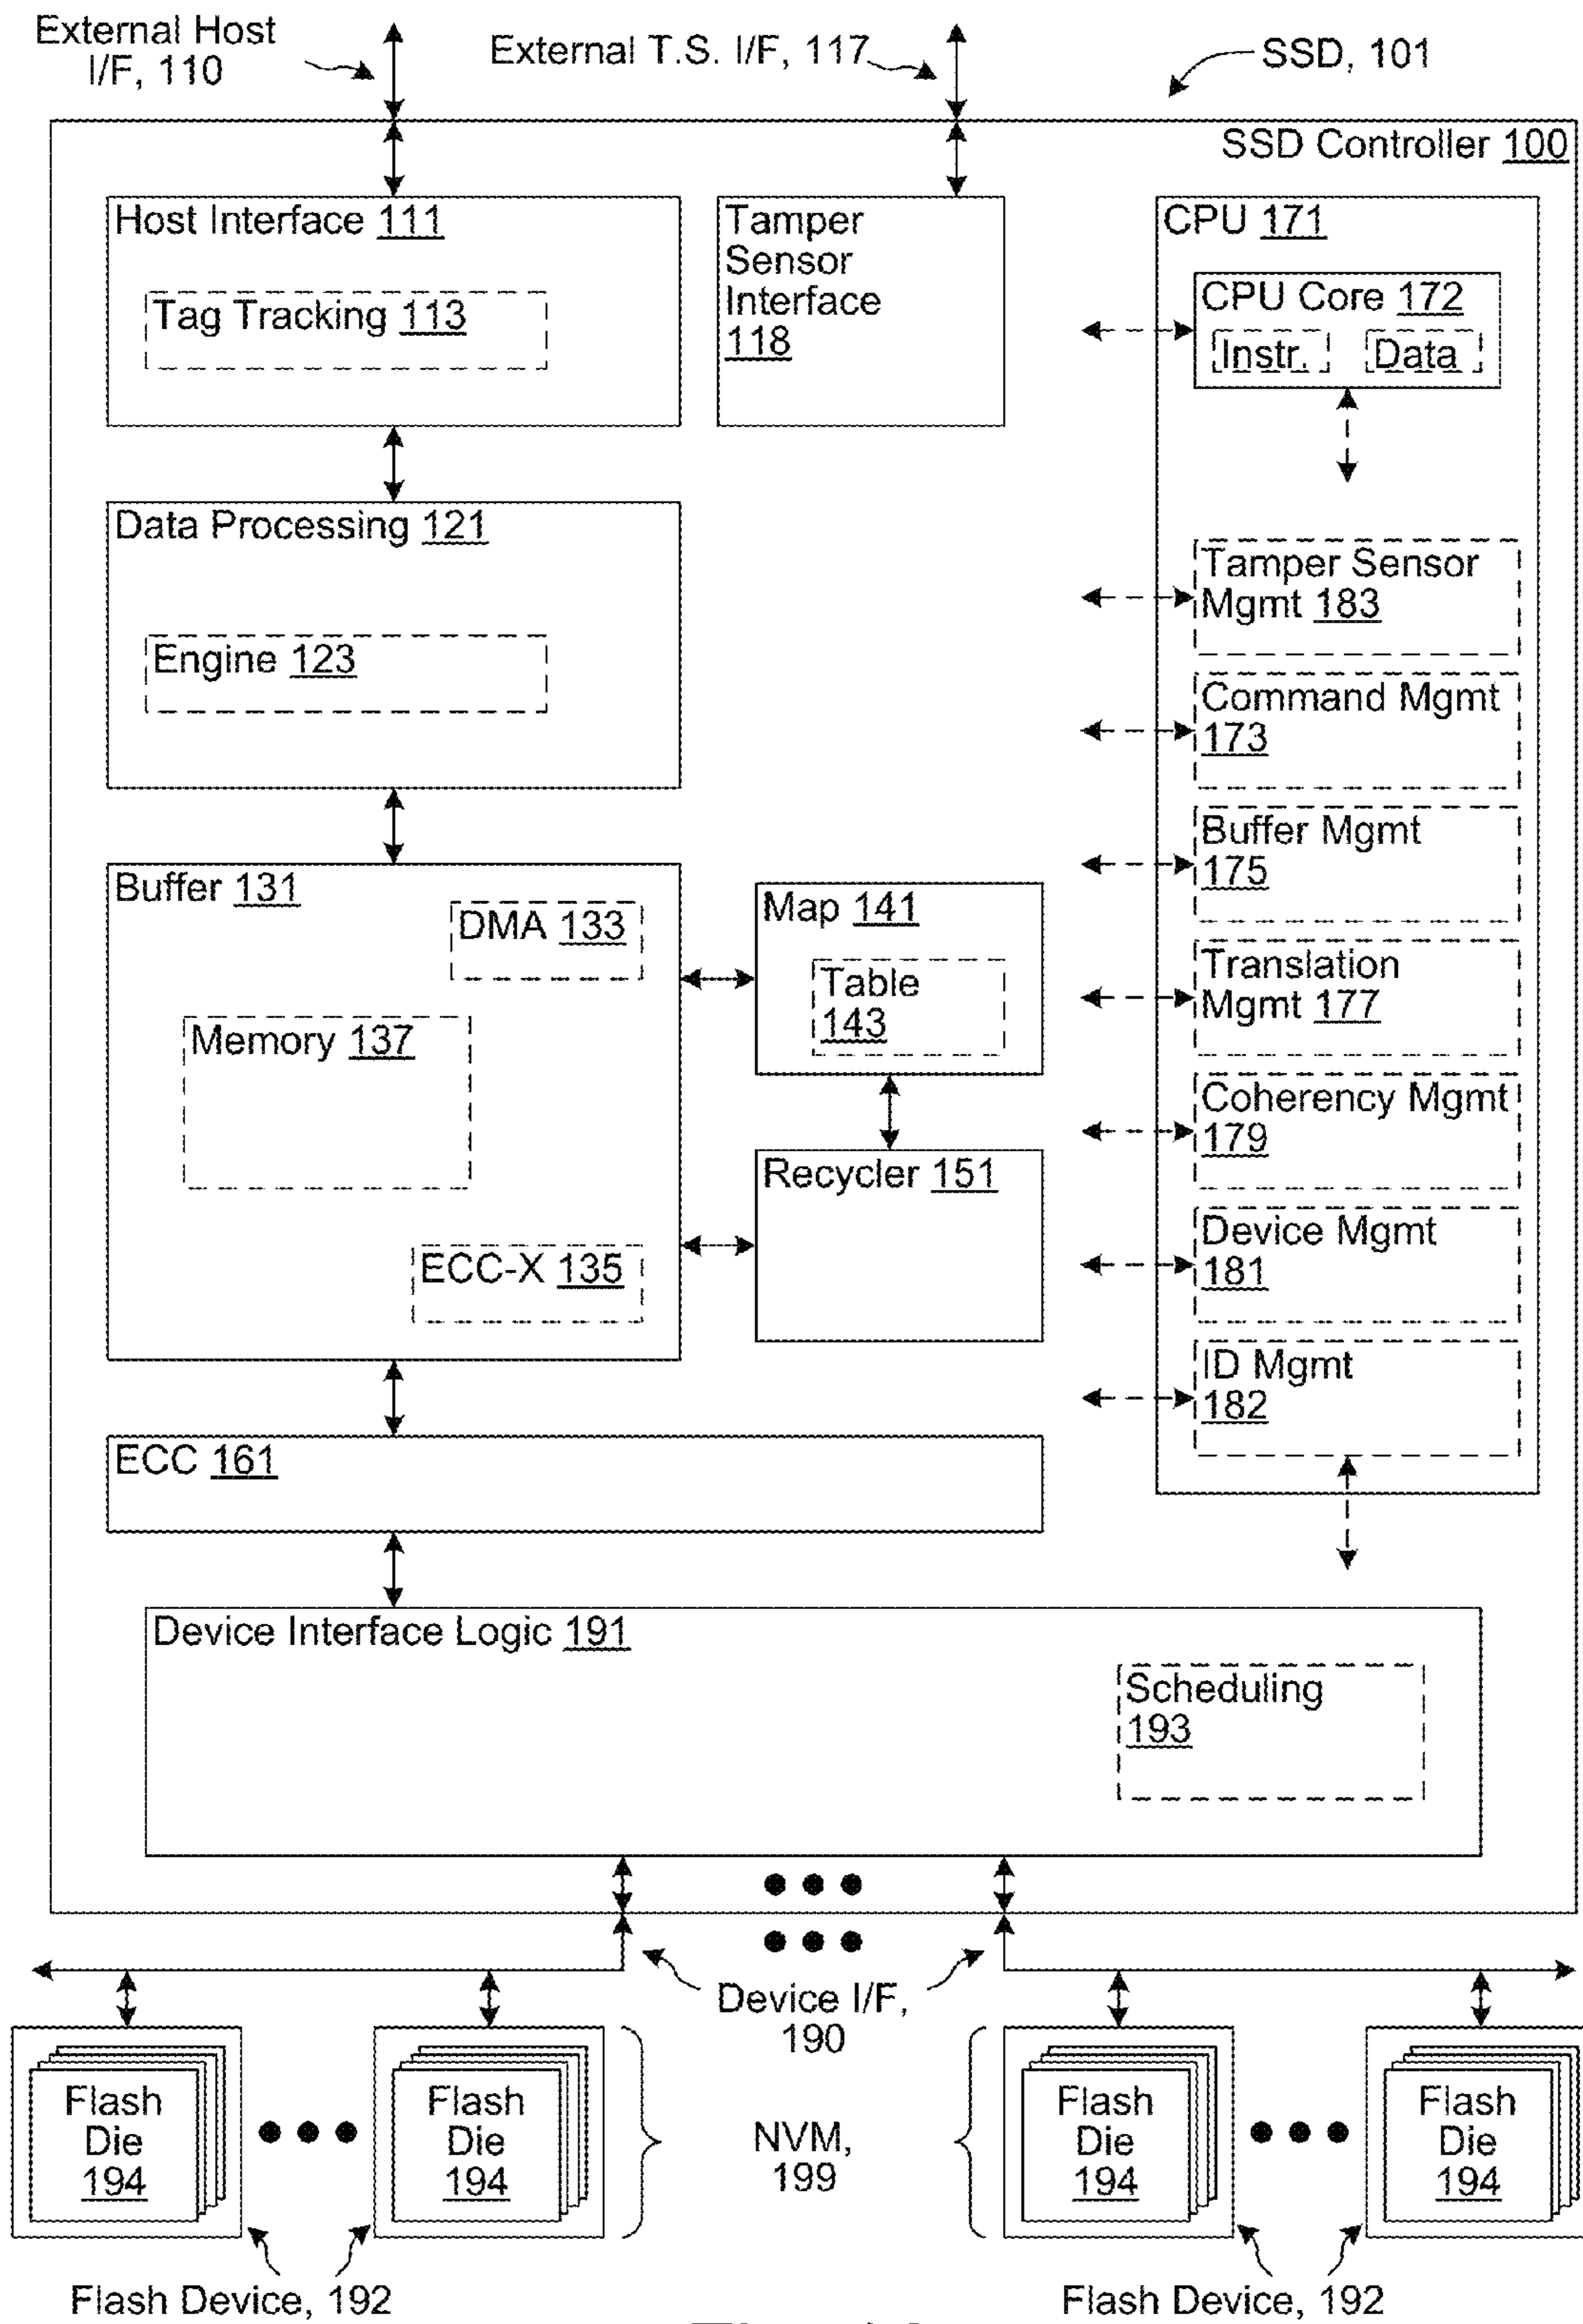 External Host
I/F, 110
External T.S. I/F, 117
SSD, 101
SSD Controller 100
Host Interface 111
Tag Tracking 113
Tamper
Sensor
Interface
118
CPU 171
CPU Core 172
Instr.
Data
Data Processing 121
Engine 123
Tamper Sensor
Mgmt 183
Command Mgmt
173
Buffer Mgmt
175
Translation
Mgmt 177
Coherency Mgmt
179
Device Mgmt
181
ID Mgmt
182
Buffer 131
DMA 133
Memory 137
ECC-X 135
Map 141
Table
143
Recycler 151
ECC 161
Device Interface Logic 191
Scheduling
193
Device I/F,
190
Flash
Die
194
Flash
Die
194
NVM,
199
Flash
Die
194
Flash
Die
194
Flash Device, 192
Flash Device, 192